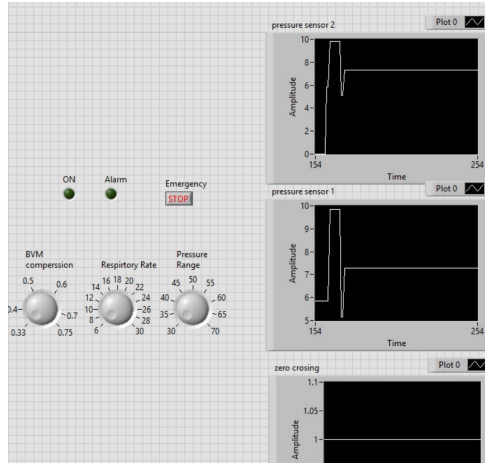 pressure sensor 2
Plot 0
10
8
6
4
2
0
Amplitude
154
254
Time
ON
Alarm
Emergency
STOP
pressure sensor 1
Plot 0
10
9
8
7
6
5
Amplitude
154
254
Time
BVM
comperssion
0.33
0.4
0.5
0.6
0.7
0.75
Respirtory Rate
6
8
10
12
14
16
18
20
22
24
26
28
30
Pressure
Range
30
35
40
45
50
55
60
65
70
zero crosing
Plot 0
1.1
1.05
1
Amplitude